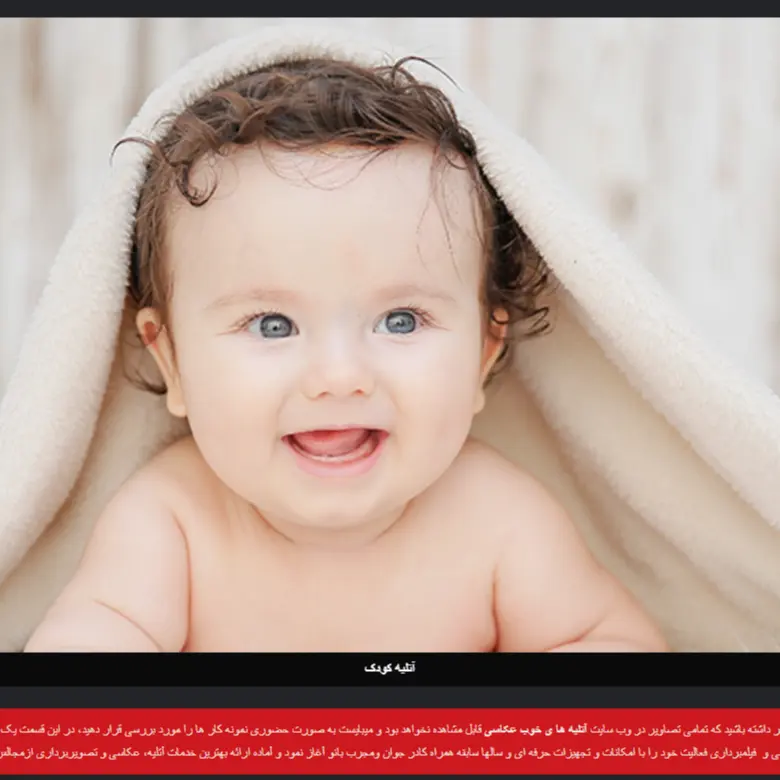 آتلیه کودک
داشته باشید که تمامی تصاویر در وب سایت آتلیه ها ی خوب عکاسی قابل مشاهده نخواهد بود و میبایست به صورت حضوری نمونه کار ها را مورد بررسی قرار دهید، در این قسمت یک
و فیلمبرداری فعالیت خود را با امکانات و تجهیزات حرفه ای و سالها سابقه همراه کادر جوان ومجرب بانو آغاز نمود و آماده ارائه بهترین خدمات آتلیه، عکاسی و تصویربرداری ازمجالس